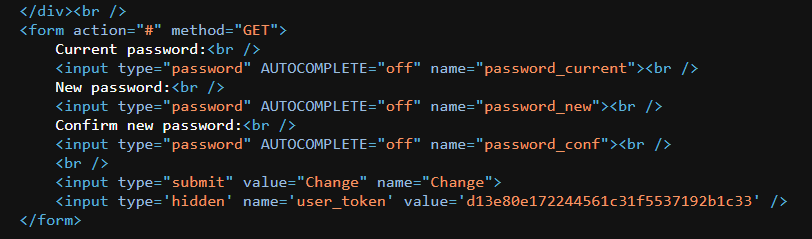 </div><br />
<form action="#" method="GET">
Current password:<br />
<input type="password" AUTOCOMPLETE="off" name="password_current"><br />
New password:<br />
<input type="password" AUTOCOMPLETE="off" name="password_new"><br />
Confirm new password:<br />
<input type="password" AUTOCOMPLETE="off" name="password_conf"><br />
<br />
<input type="submit" value="Change" name="Change">
<input type='hidden' name='user_token' value='d13e80e172244561c31f5537192b1c33' />
</form>